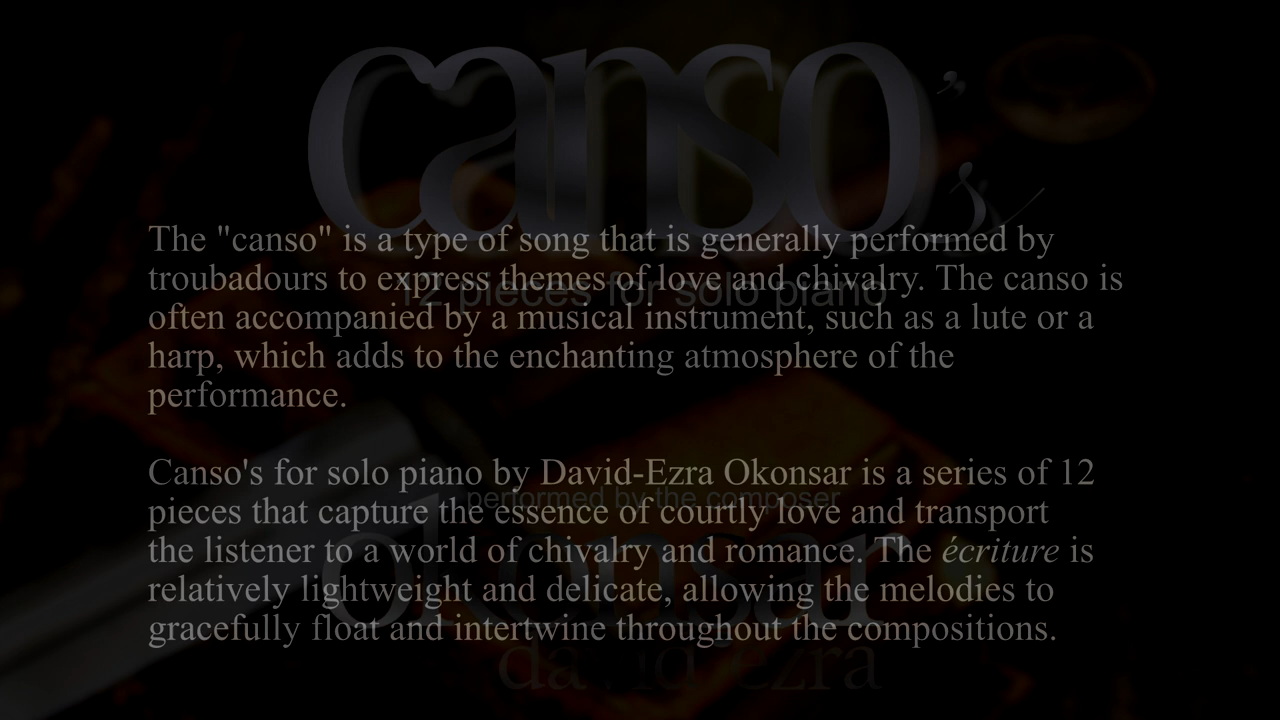 canso's
The "canso" is a type of song that is generally performed by
troubadours to express themes of love and chivalry. The canso is
12 pieces for solo piano
often accompanied by a musical instrument, such as a lute or a
harp, which adds to the enchanting atmosphere of the
performance.
Canso's for solo piano by David-Ezra Okonsar is a series of 12
performed by the composer
pieces that capture the essence of courtly love and transport
the listener to a world of chivalry and romance. The écriture is
okonsar
relatively lightweight and delicate, allowing the melodies to
gracefully float and intertwine throughout the compositions.
david ezra